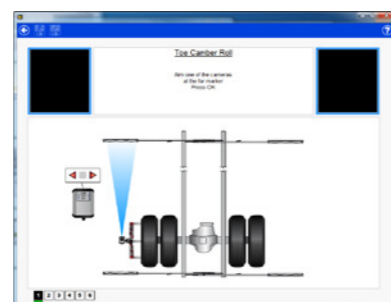 Toe Camber Roll
Aim one of the cameras
at the far marker
Press OK
1 2 3 4 5 6